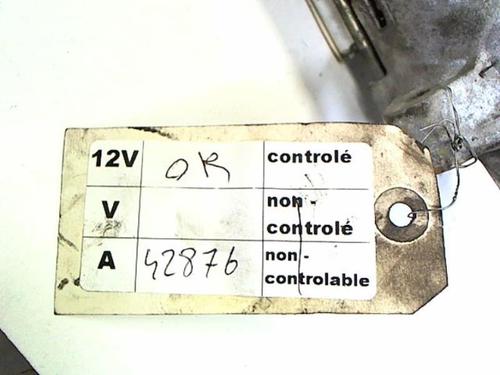 12V OK controlé
V non -
controlé
A 42876 non -
controlable